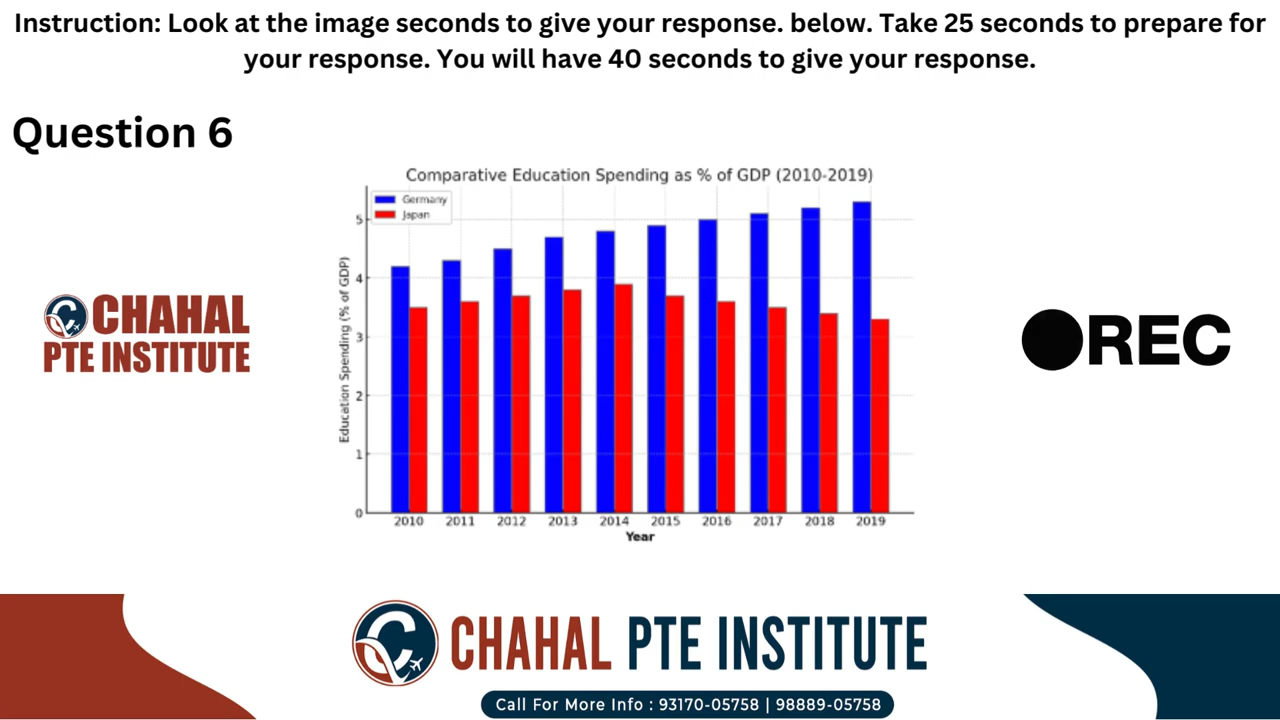 Instruction: Look at the image seconds to give your response. below. Take 25 seconds to prepare for
your response. You will have 40 seconds to give your response.
Question 6
Comparative Education Spending as % of GDP (2010-2019)
Germany
Japan
Education Spending (% of GDP)
5
4
3
2
1
0
2010 2011 2012 2013 2014 2015 2016 2017 2018 2019
Year
CHAHAL
PTE INSTITUTE
REC
CHAHAL PTE INSTITUTE
Call For More Info : 93170-05758 | 98889-05758